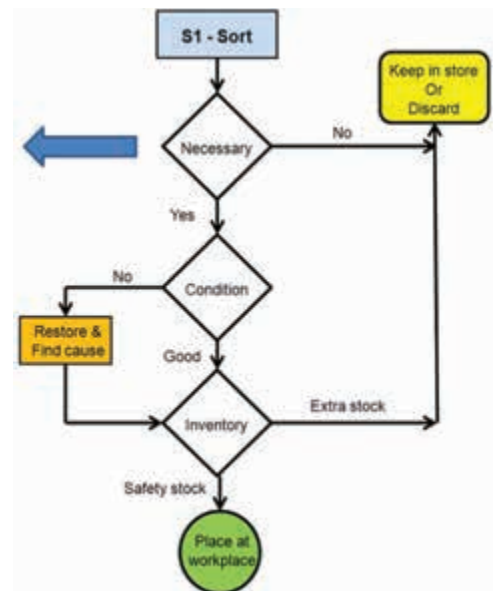 S1 - Sort
Keep in store
Or
Discard
Necessary
No
Yes
No
Condition
Restore &
Find cause
Good
Inventory
Extra stock
Safety stock
Place at
workplace